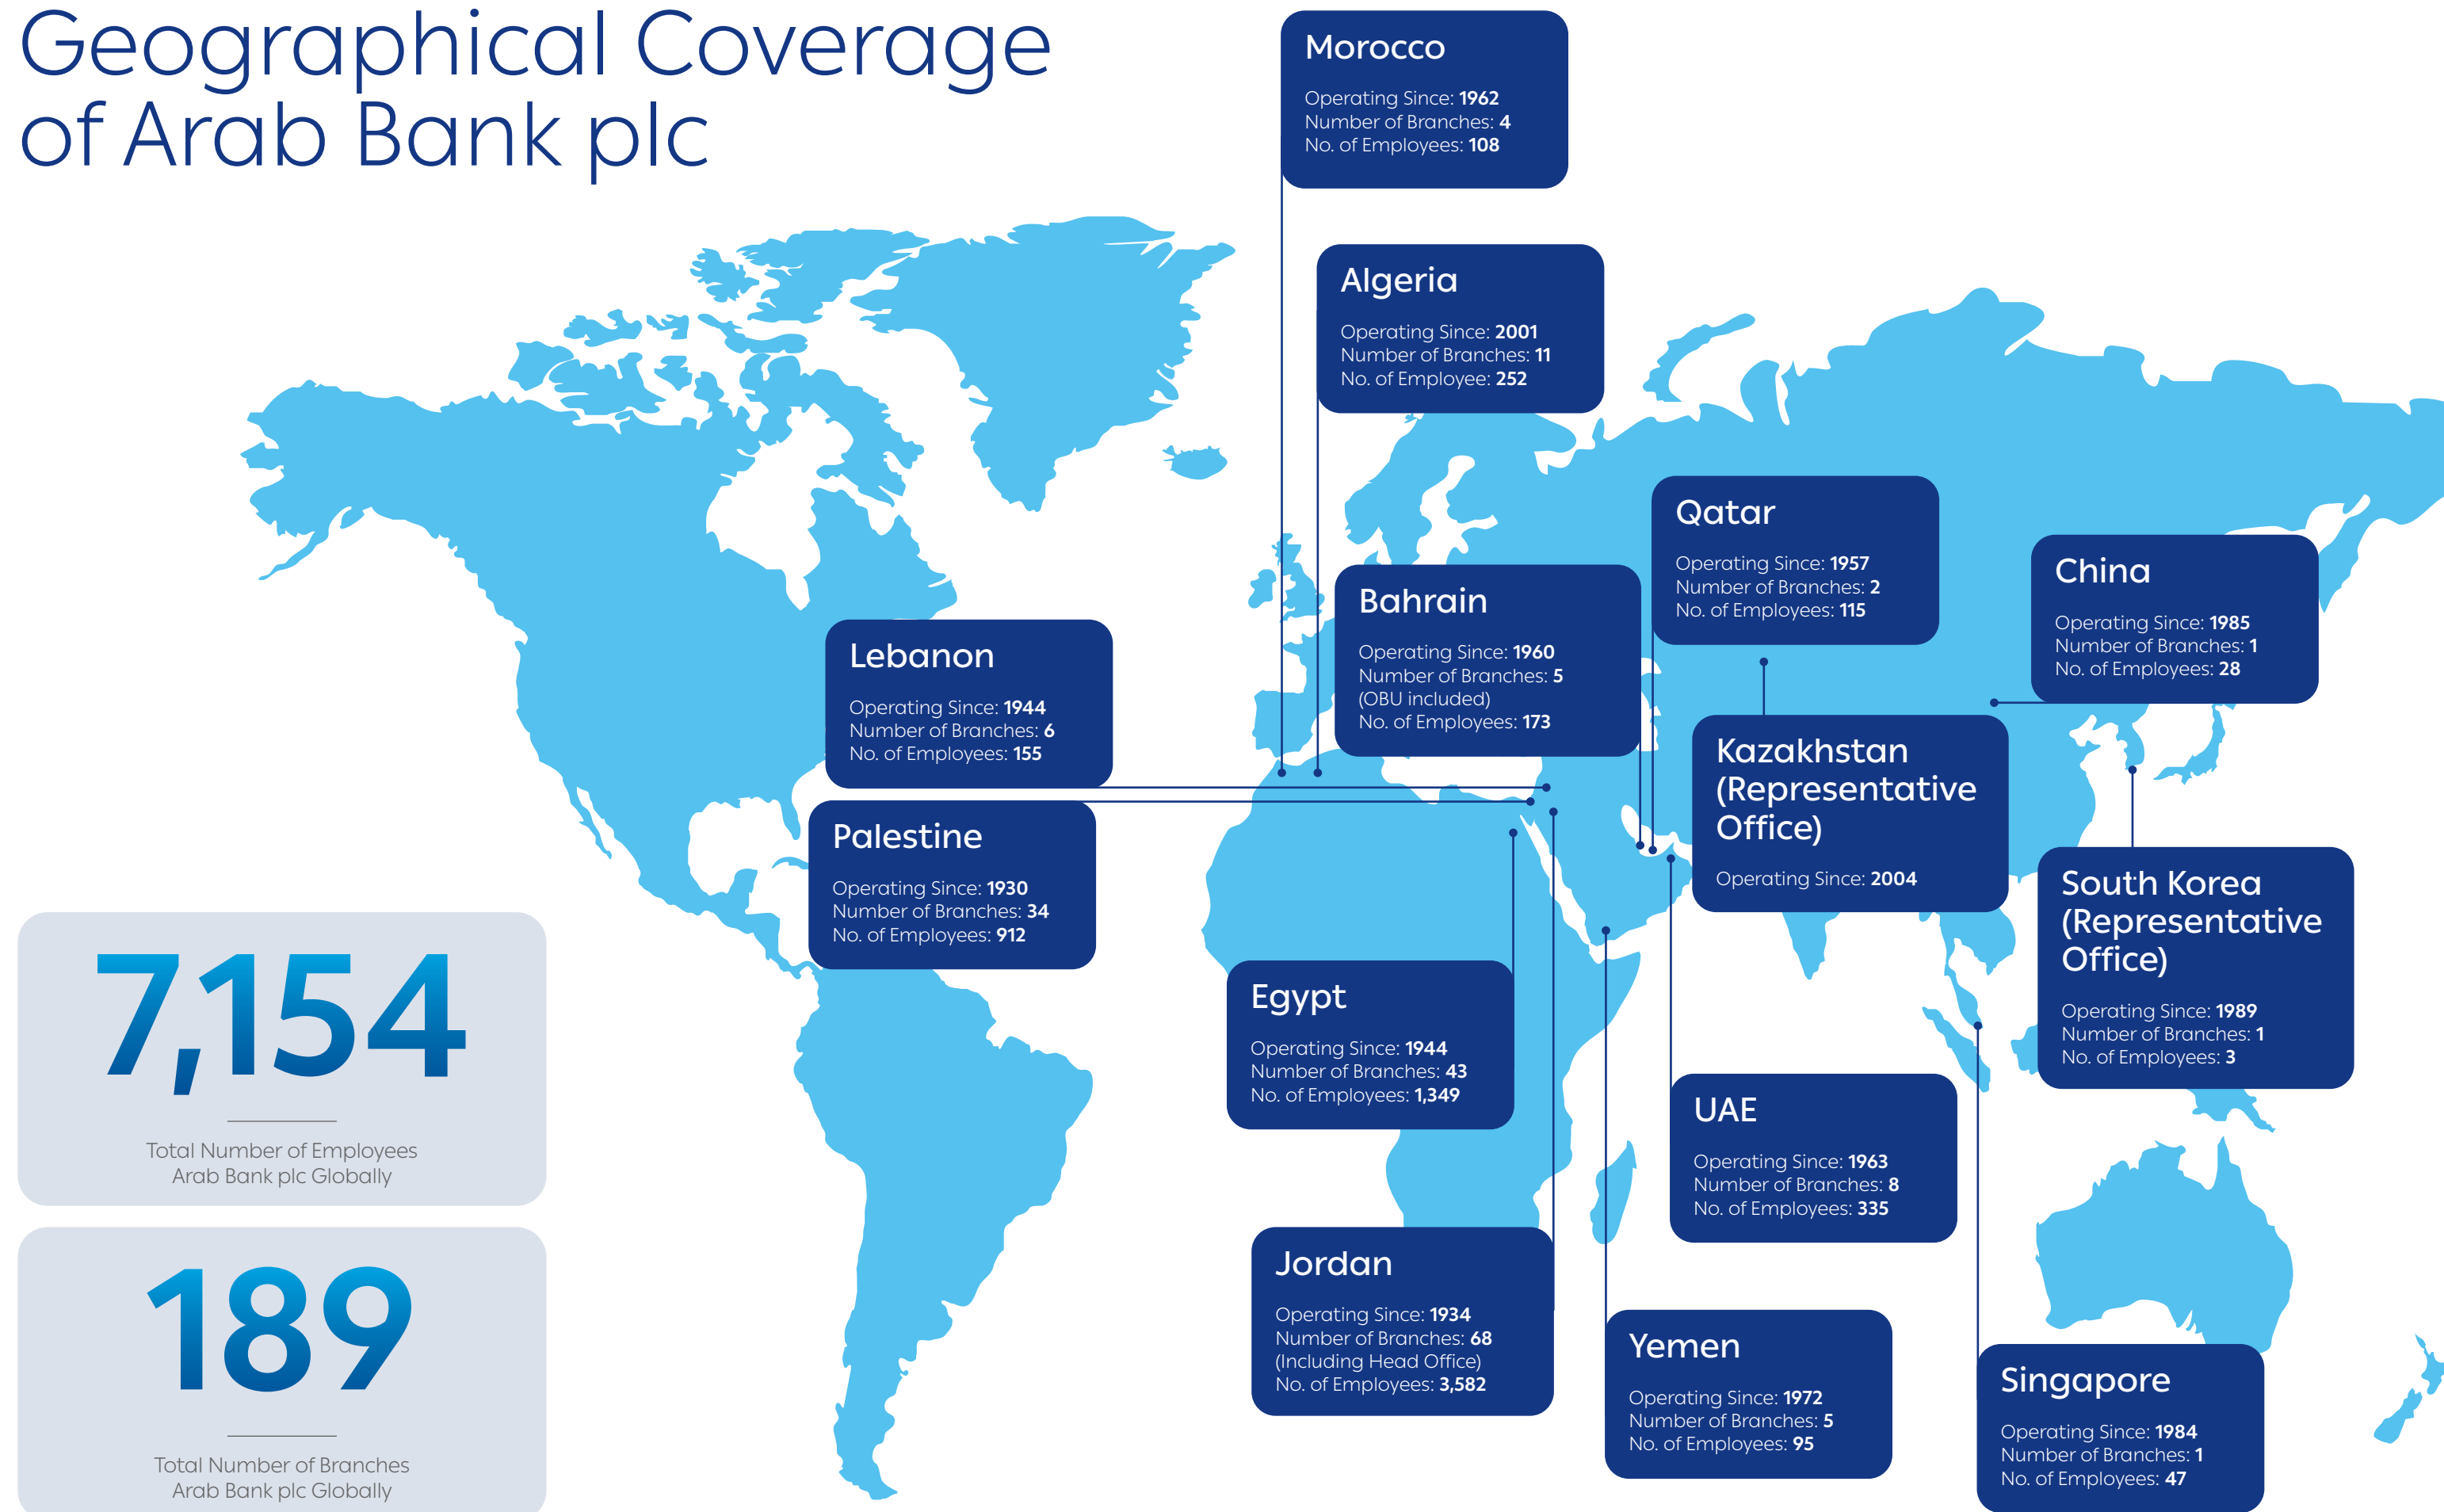 Geographical Coverage
of Arab Bank plc
Morocco
Operating Since: 1962
Number of Branches: 4
No. of Employees: 108
Algeria
Operating Since: 2001
Number of Branches: 11
No. of Employee: 252
Qatar
Operating Since: 1957
Number of Branches: 2
No. of Employees: 115
China
Operating Since: 1985
Number of Branches: 1
No. of Employees: 28
Bahrain
Operating Since: 1960
Number of Branches: 5
(OBU included)
No. of Employees: 173
Lebanon
Operating Since: 1944
Number of Branches: 6
No. of Employees: 155
Kazakhstan
(Representative
Office)
Operating Since: 2004
Palestine
Operating Since: 1930
Number of Branches: 34
No. of Employees: 912
South Korea
(Representative
Office)
Operating Since: 1989
Number of Branches: 1
No. of Employees: 3
7,154
Total Number of Employees
Arab Bank plc Globally
Egypt
Operating Since: 1944
Number of Branches: 43
No. of Employees: 1,349
UAE
Operating Since: 1963
Number of Branches: 8
No. of Employees: 335
189
Total Number of Branches
Arab Bank plc Globally
Jordan
Operating Since: 1934
Number of Branches: 68
(Including Head Office)
No. of Employees: 3,582
Yemen
Operating Since: 1972
Number of Branches: 5
No. of Employees: 95
Singapore
Operating Since: 1984
Number of Branches: 1
No. of Employees: 47